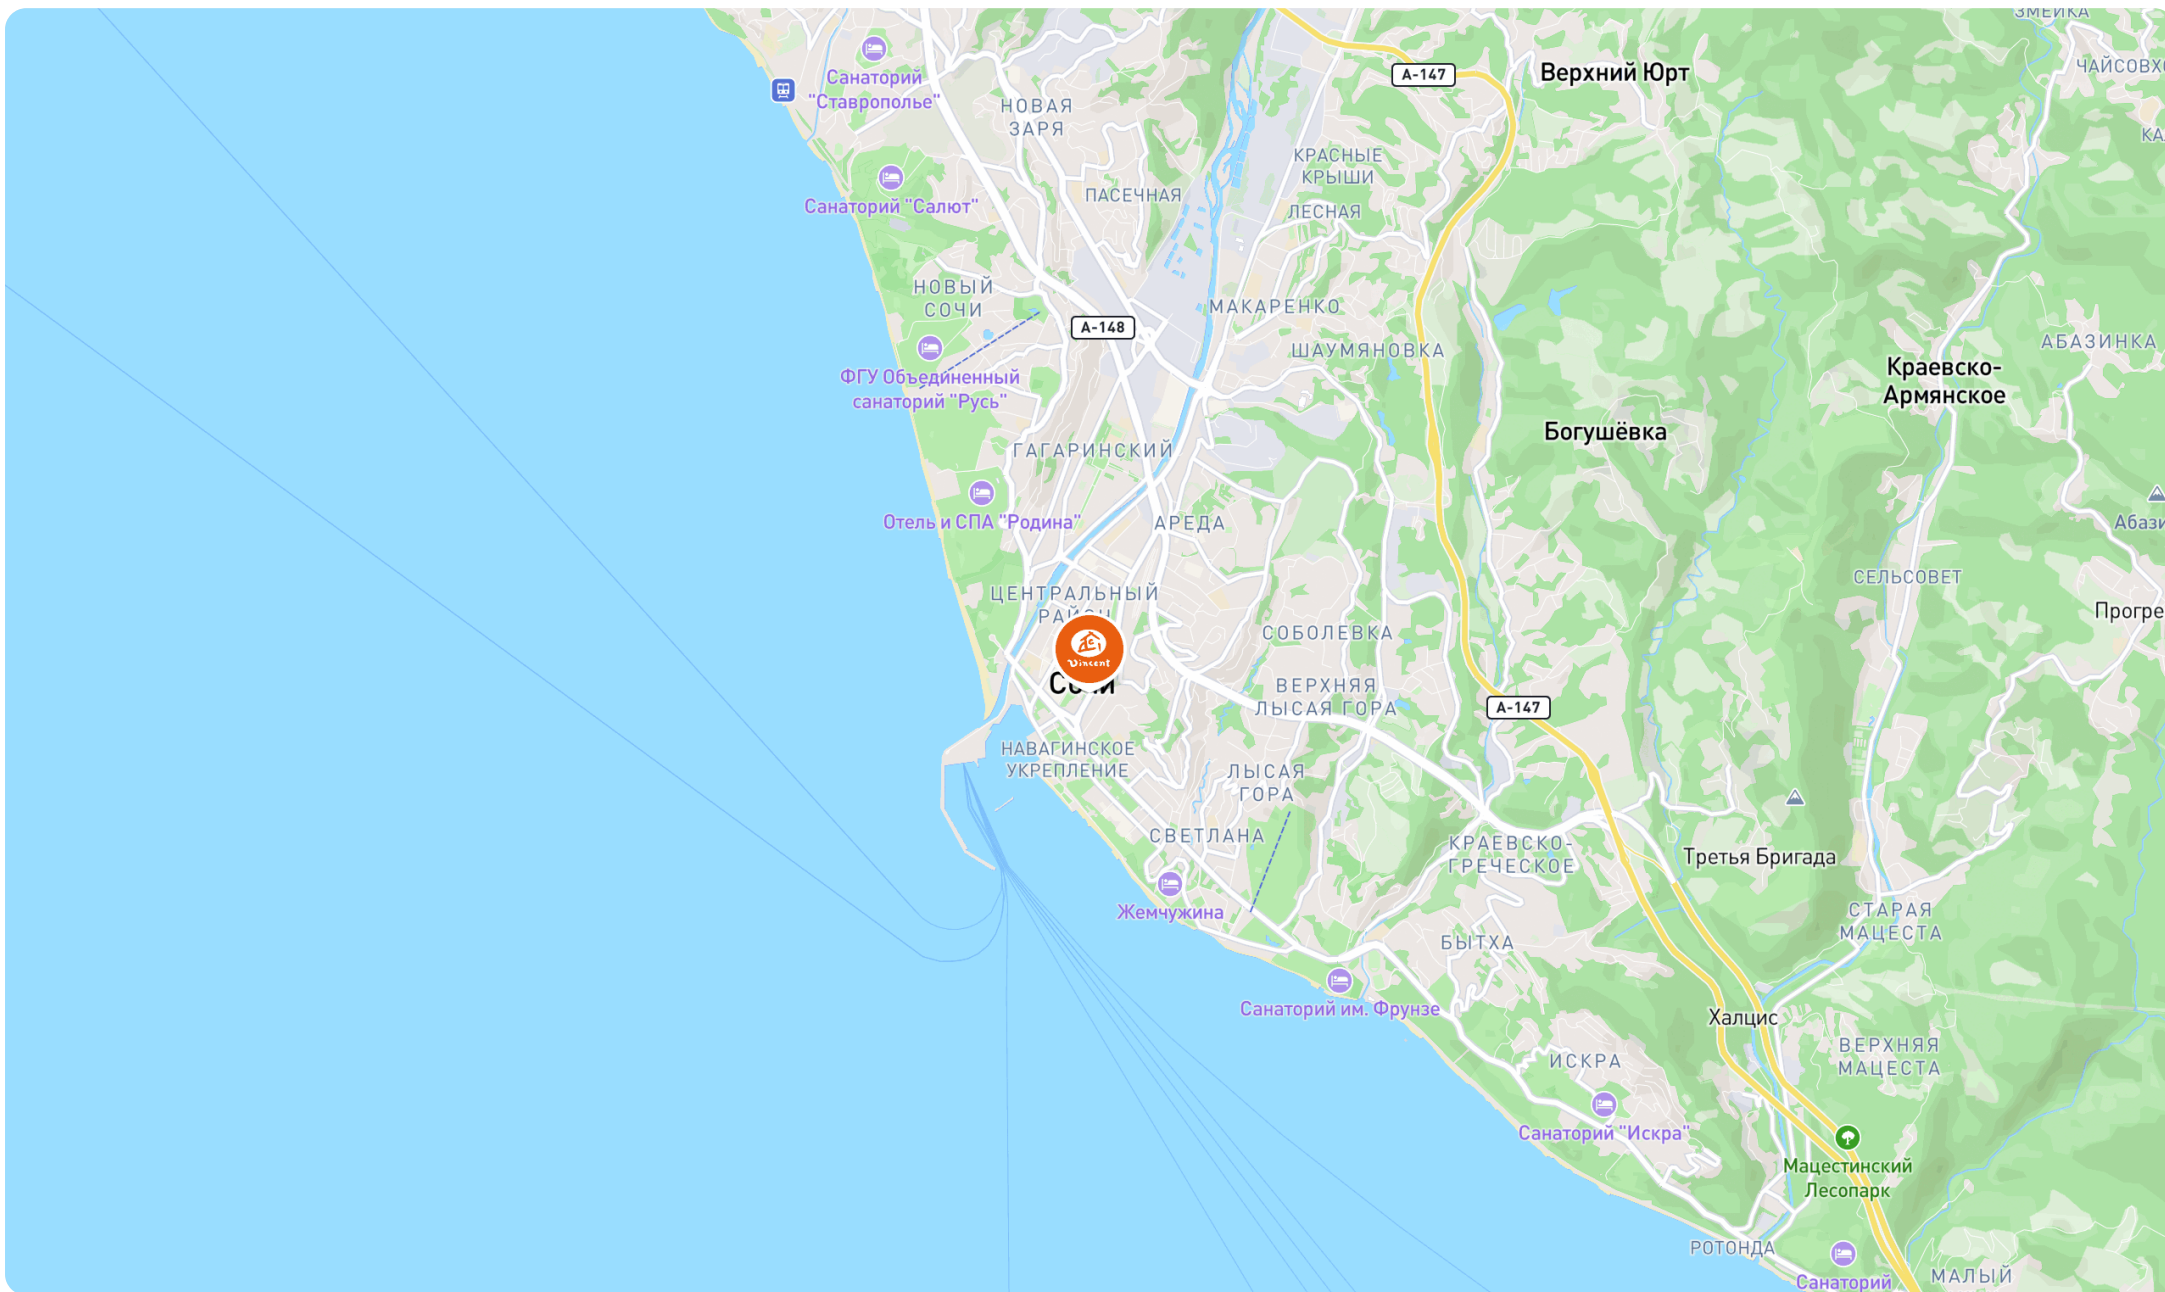 ЗМЕЙКА
Санаторий
"Ставрополье"
НОВАЯ
ЗАРЯ
А-147
Верхний Юрт
ЧАЙСОВХ
КА
КРАСНЫЕ
КРЫШИ
ПАСЕЧНАЯ
Санаторий "Салют"
ЛЕСНАЯ
НОВЫЙ
СОЧИ
МАКАРЕНКО
А-148
ШАУМЯНОВКА
АБАЗИНКА
Краевско-
Армянское
ФГУ Объединенный
санаторий "Русь"
Богушёвка
ГАГАРИНСКИЙ
Отель и СПА "Родина"
АРЕДА
Абази
СЕЛЬСОВЕТ
ЦЕНТРАЛЬНЫЙ
РАЙОН
Прогре
СОБОЛЕВКА
Vincent
Сочи
ВЕРХНЯЯ
ЛЫСАЯ ГОРА
А-147
НАВАГИНСКОЕ
УКРЕПЛЕНИЕ
ЛЫСАЯ
ГОРА
СВЕТЛАНА
КРАЕВСКО-
ГРЕЧЕСКОЕ
Третья Бригада
Жемчужина
СТАРАЯ
МАЦЕСТА
БЫТХА
Санаторий им. Фрунзе
Халцис
ВЕРХНЯЯ
МАЦЕСТА
ИСКРА
Санаторий "Искра"
Мацестинский
Лесопарк
РОТОНДА
МАЛЫЙ
Санаторий